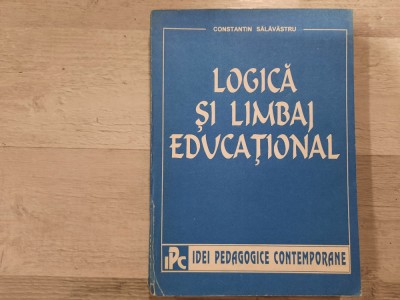 CONSTANTIN SĂLĂVĂSTRU
LOGICĂ
ŞI LIMBAJ
EDUCAŢIONAL
IPC IDEI PEDAGOGICE CONTEMPORANE